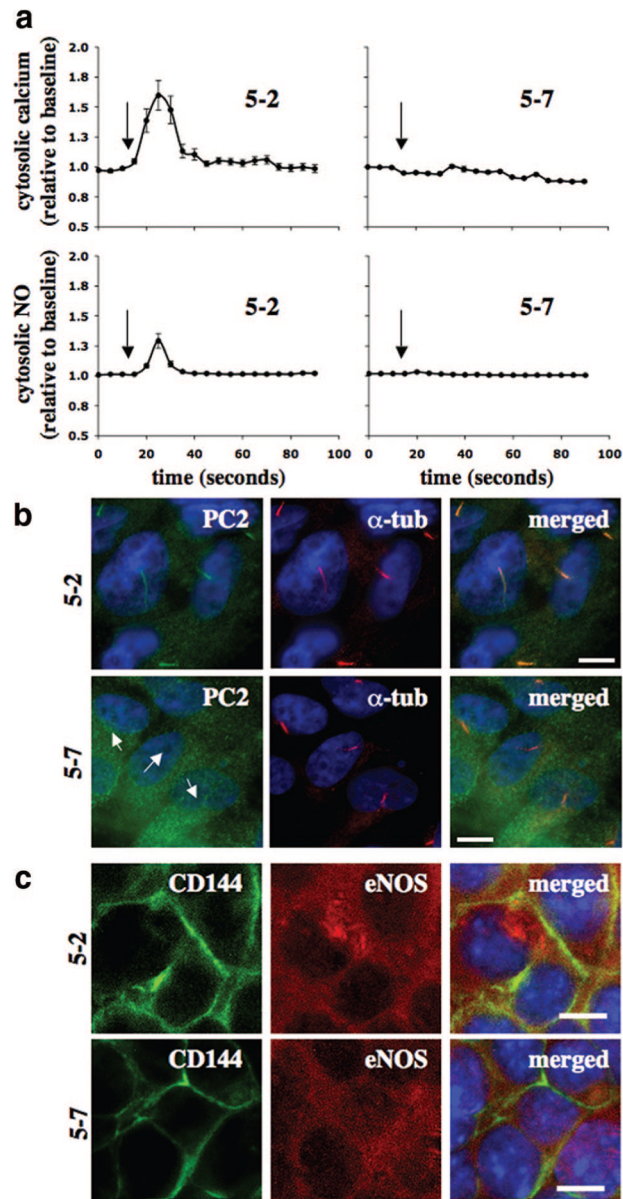 a
cytosolic calcium
(relative to baseline)
2.0
1.8
1.5
1.3
1.0
0.8
0.5
5-2
5-7
cytosolic NO
(relative to baseline)
2.0
1.8
1.5
1.3
1.0
0.8
0.5
5-2
5-7
0 20 40 60 80 100
0 20 40 60 80 100
time (seconds)
time (seconds)
b
5-2
PC2
α-tub
merged
5-7
PC2
α-tub
merged
c
5-2
CD144
eNOS
merged
5-7
CD144
eNOS
merged